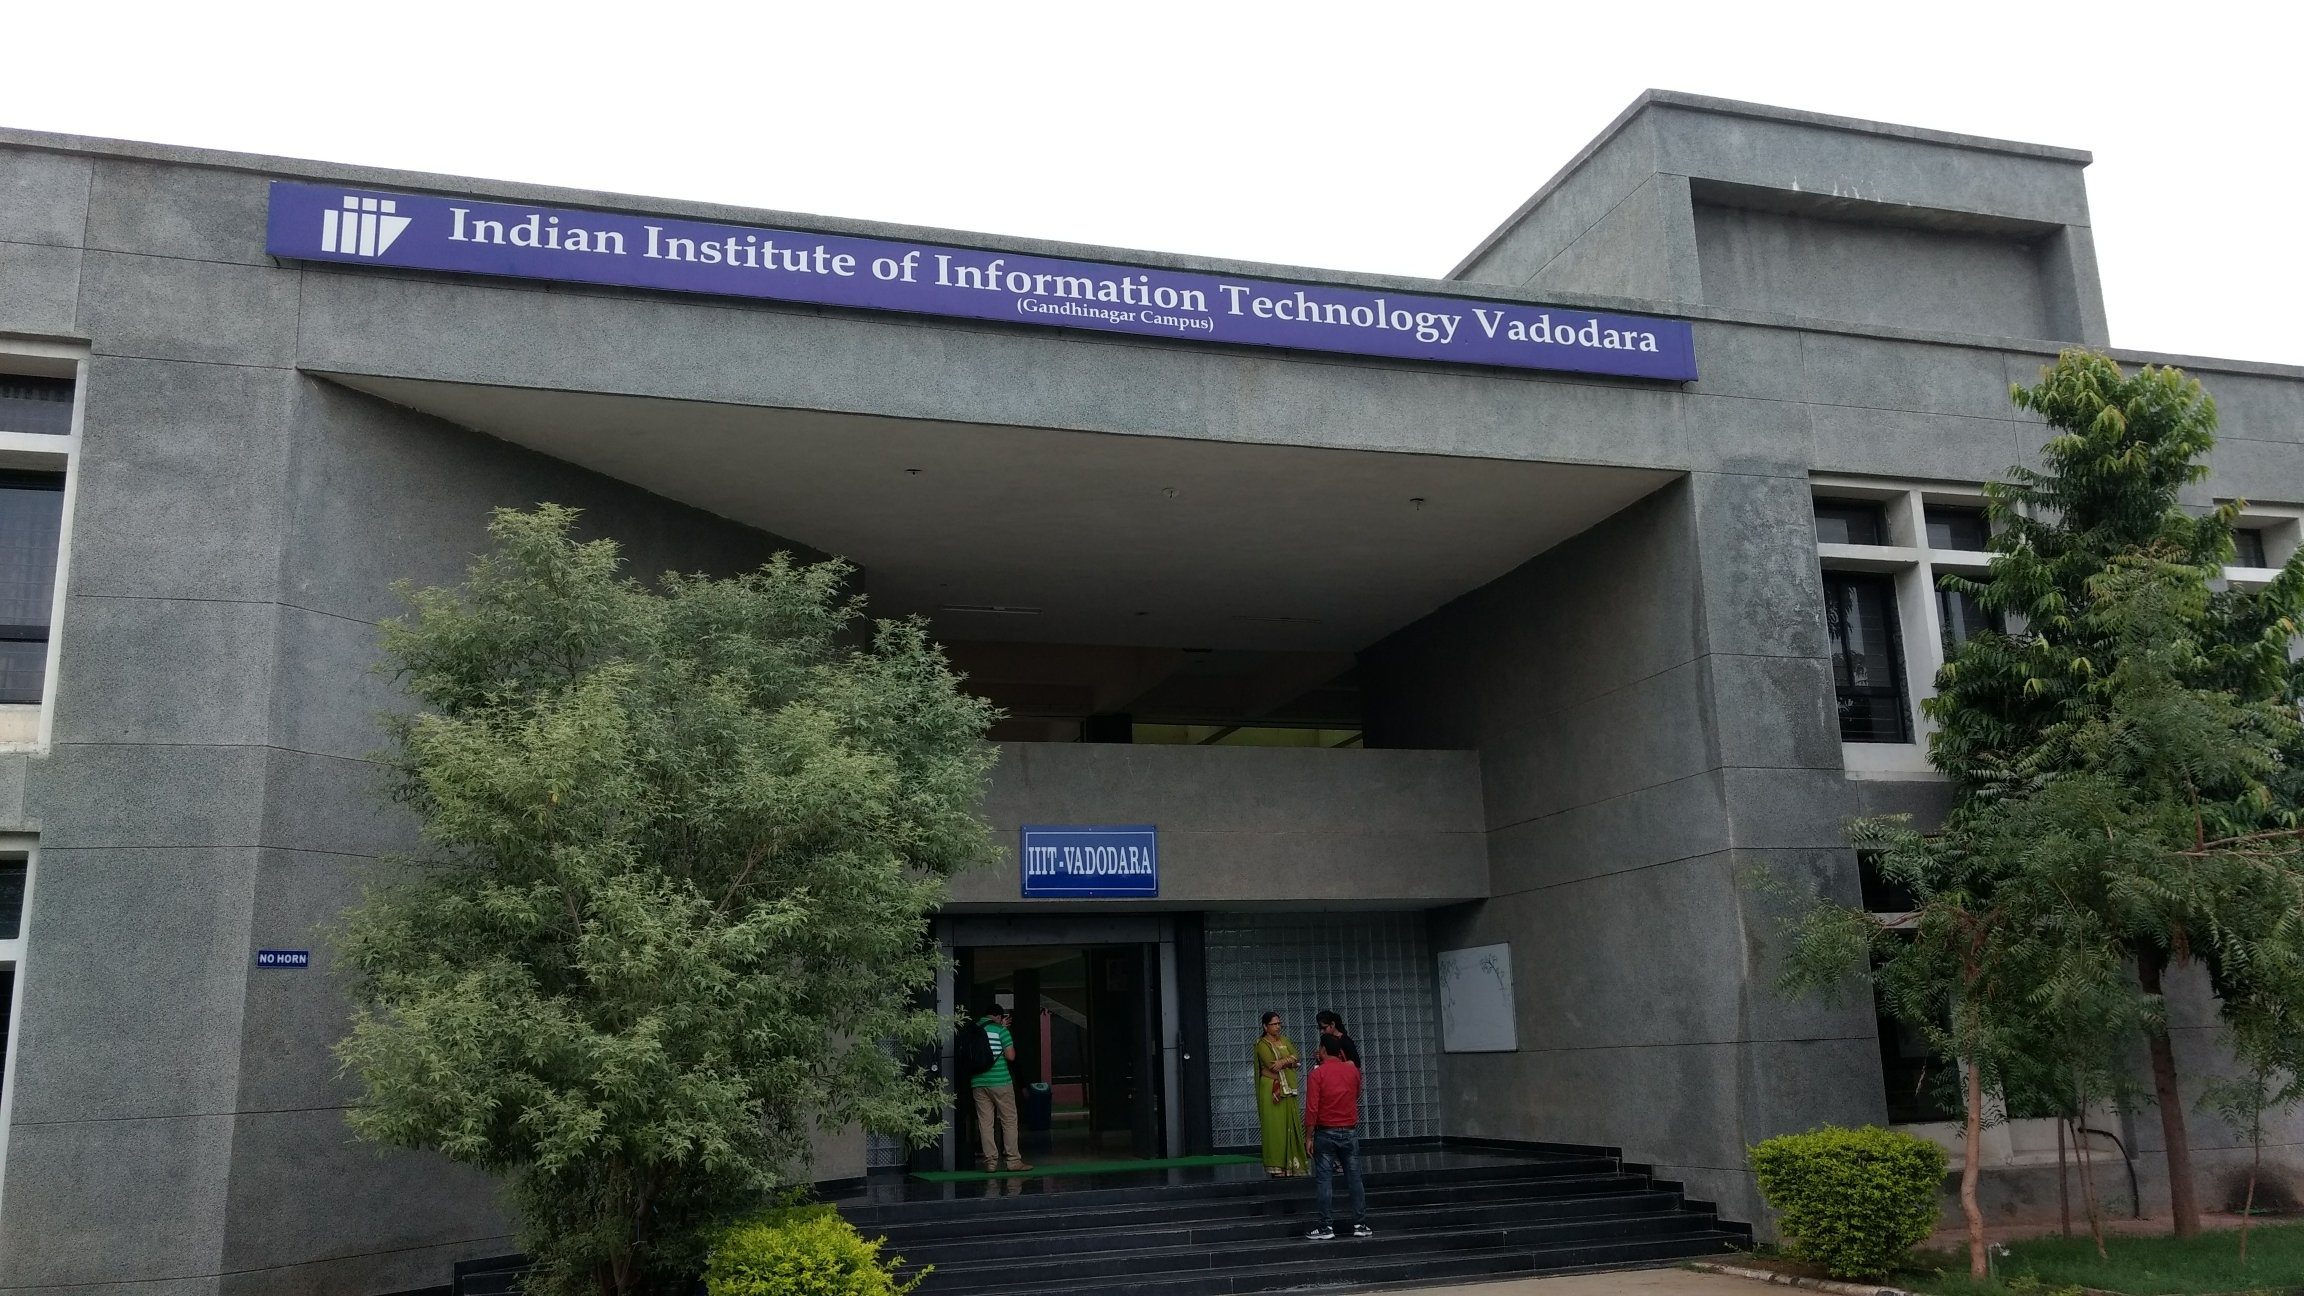 Indian Institute of Information Technology Vadodara
(Gandhinagar Campus)
IIIT-VADODARA
NO HORN